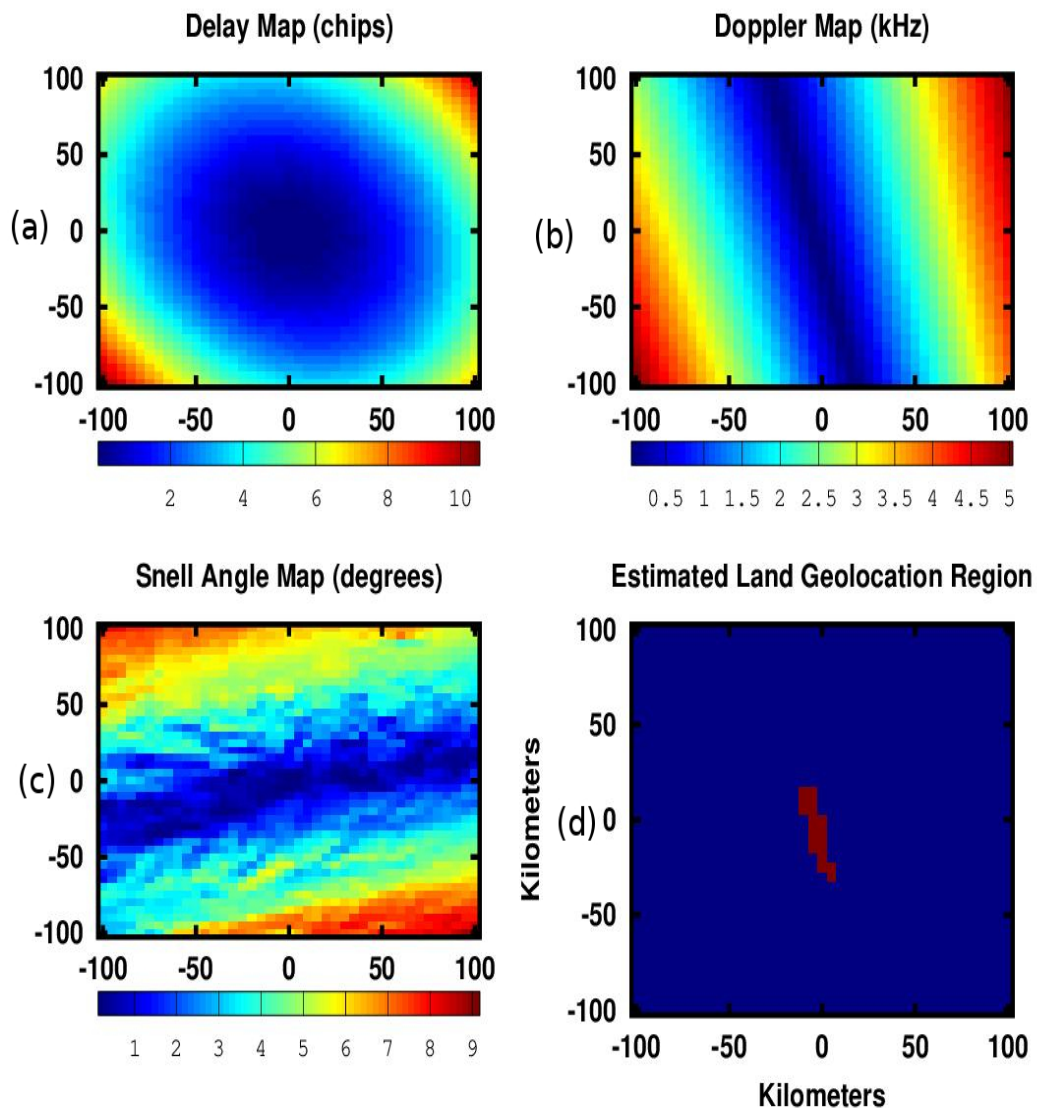 Delay Map (chips)
100
50
0
-50
-100
-100 -50 0 50 100
2 4 6 8 10
(a)
Doppler Map (kHz)
100
50
0
-50
-100
-100 -50 0 50 100
0.5 1 1.5 2 2.5 3 3.5 4 4.5 5
(b)
Snell Angle Map (degrees)
100
50
0
-50
-100
-100 -50 0 50 100
1 2 3 4 5 6 7 8 9
(c)
Estimated Land Geolocation Region
100
50
0
-50
-100
-100 -50 0 50 100
Kilometers
Kilometers
(d)